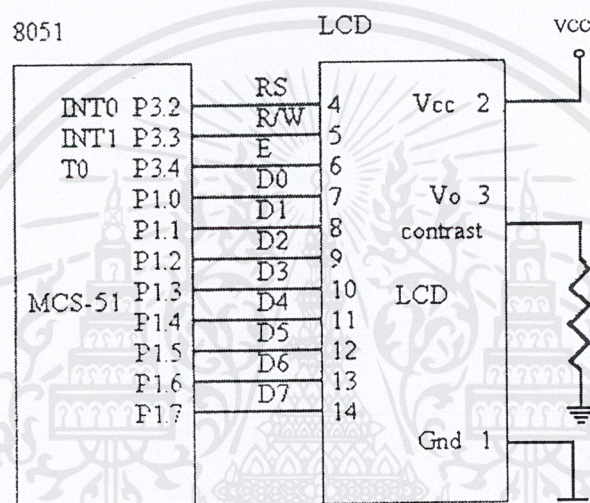 8051
LCD
VCC
RS
INT0 P3.2
4
Vcc 2
R/W
INT1 P3.3
5
E
T0 P3.4
6
D0
P1.0
7
Vo 3
D1
P1.1
8
contrast
D2
P1.2
9
D3
P1.3
10
LCD
MCS-51
D4
P1.4
11
D5
P1.5
12
D6
P1.6
13
D7
P1.7
14
Gnd 1